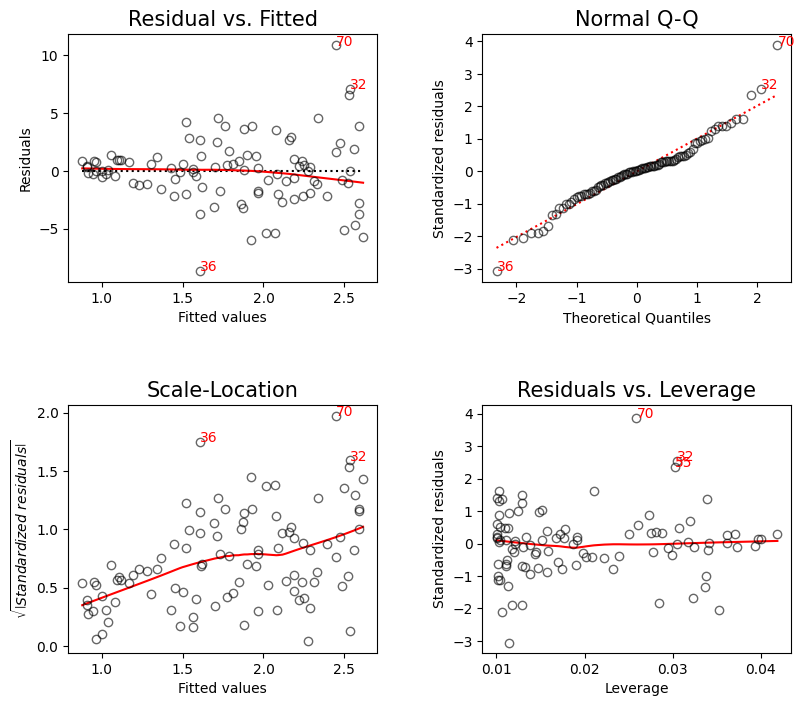 Residual vs. Fitted
Normal Q-Q
70
32
36
10
5
0
−5
1.0 1.5 2.0 2.5
Residuals
Fitted values
70
32
36
4
3
2
1
0
−1
−2
−3
−2 −1 0 1 2
Standardized residuals
Theoretical Quantiles
Scale-Location
Residuals vs. Leverage
70
36
32
2.0
1.5
1.0
0.5
0.0
1.0 1.5 2.0 2.5
√|Standardized residuals|
Fitted values
70
32
4
3
2
1
0
−1
−2
−3
0.01 0.02 0.03 0.04
Standardized residuals
Leverage